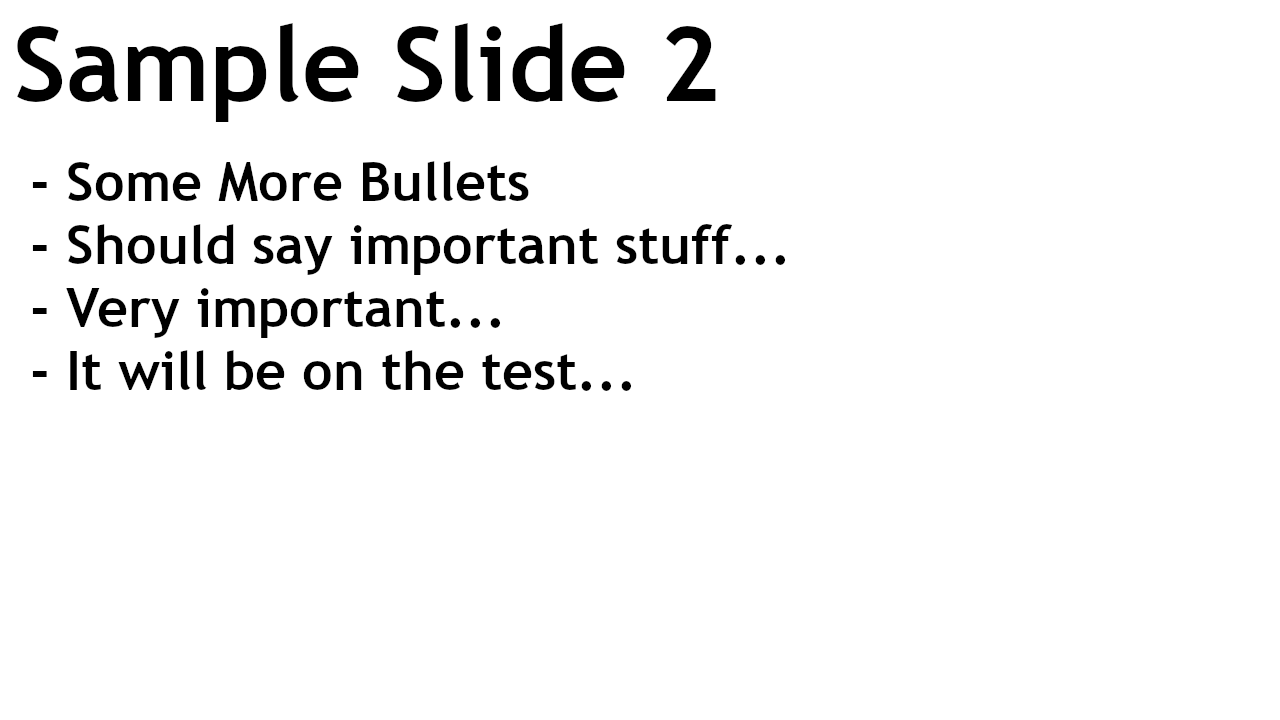 Sample Slide 2
- Some More Bullets
- Should say important stuff...
- Very important...
- It will be on the test...